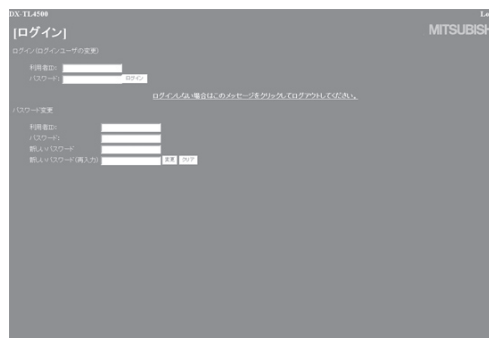 DX-TL4500
[ログイン]
MITSUBISH
ログイン(ログインユーザの変更)
利用者ID:
パスワード:
ログイン
ログインしない場合はこのメッセージをクリックしてログアウトしてください。
パスワード変更
利用者ID:
パスワード:
新しいパスワード
新しいパスワード(再入力)
変更 クリア